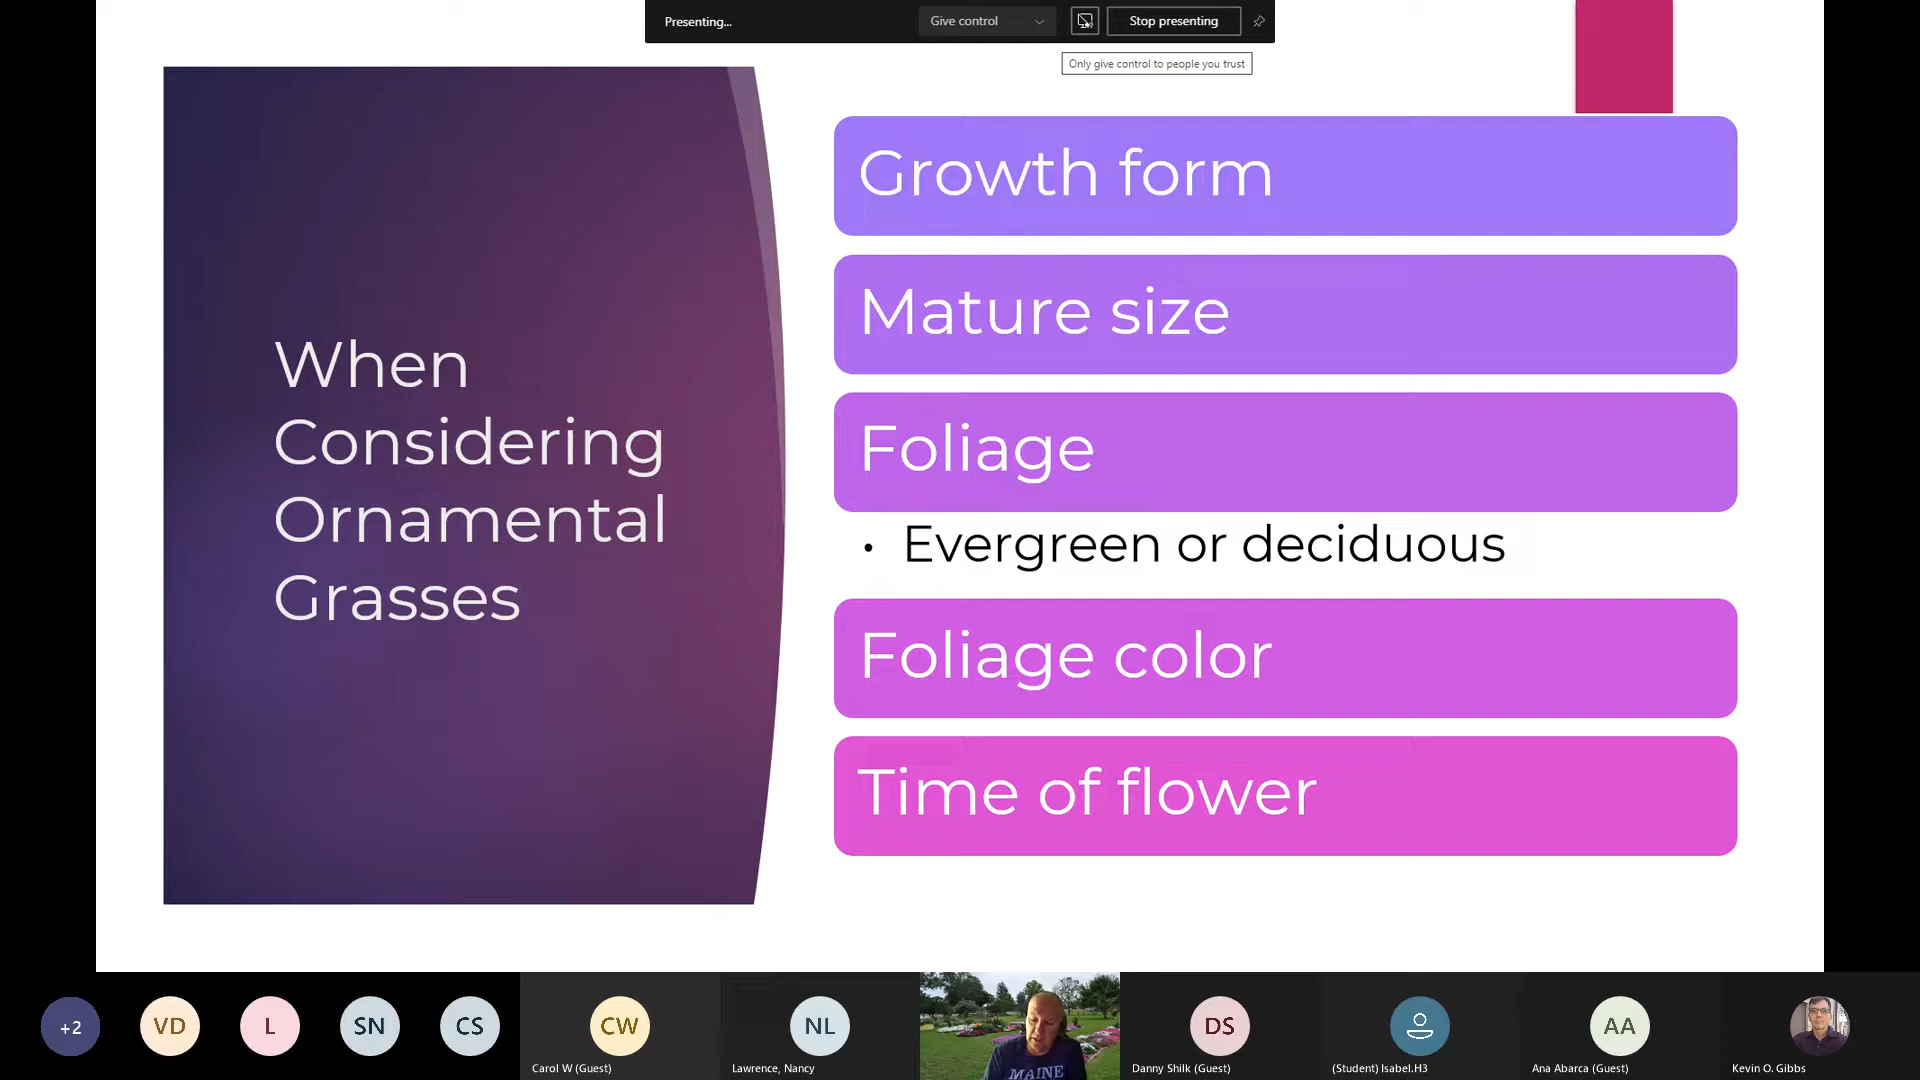 Presenting...
Give control
Stop presenting
Only give control to people you trust
When
Considering
Ornamental
Grasses
Growth form
Mature size
Foliage
• Evergreen or deciduous
Foliage color
Time of flower
+2
VD
L
SN
CS
CW
Carol W (Guest)
NL
Lawrence, Nancy
MAINE
DS
Danny Shilk (Guest)
(Student) Isabel.H3
AA
Ana Abarca (Guest)
Kevin O. Gibbs